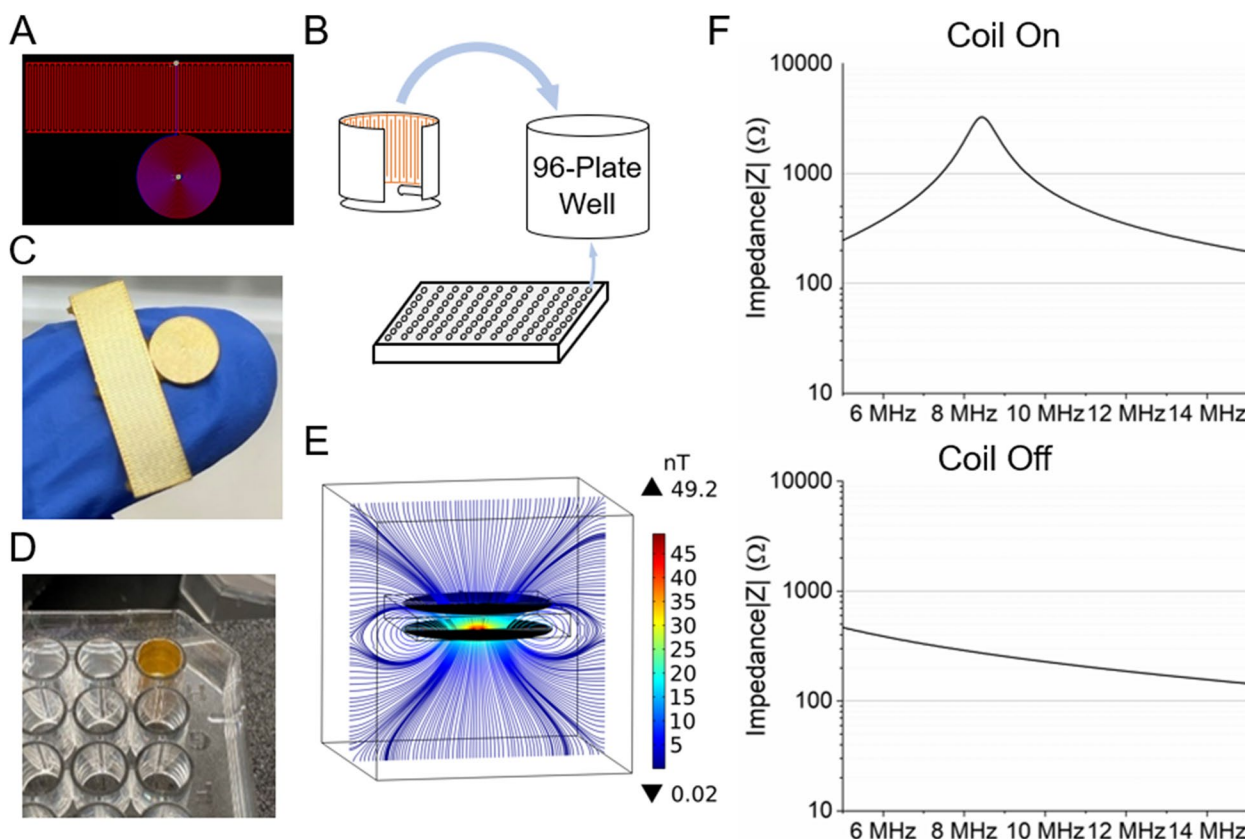 A
B
96-Plate
Well
C
D
E
nT
▲ 49.2
45
40
35
30
25
20
15
10
5
▼ 0.02
F
Coil On
Impedance|Z| (Ω)
10000
1000
100
10
6 MHz 8 MHz 10 MHz 12 MHz 14 MHz
Coil Off
Impedance|Z| (Ω)
10000
1000
100
10
6 MHz 8 MHz 10 MHz 12 MHz 14 MHz